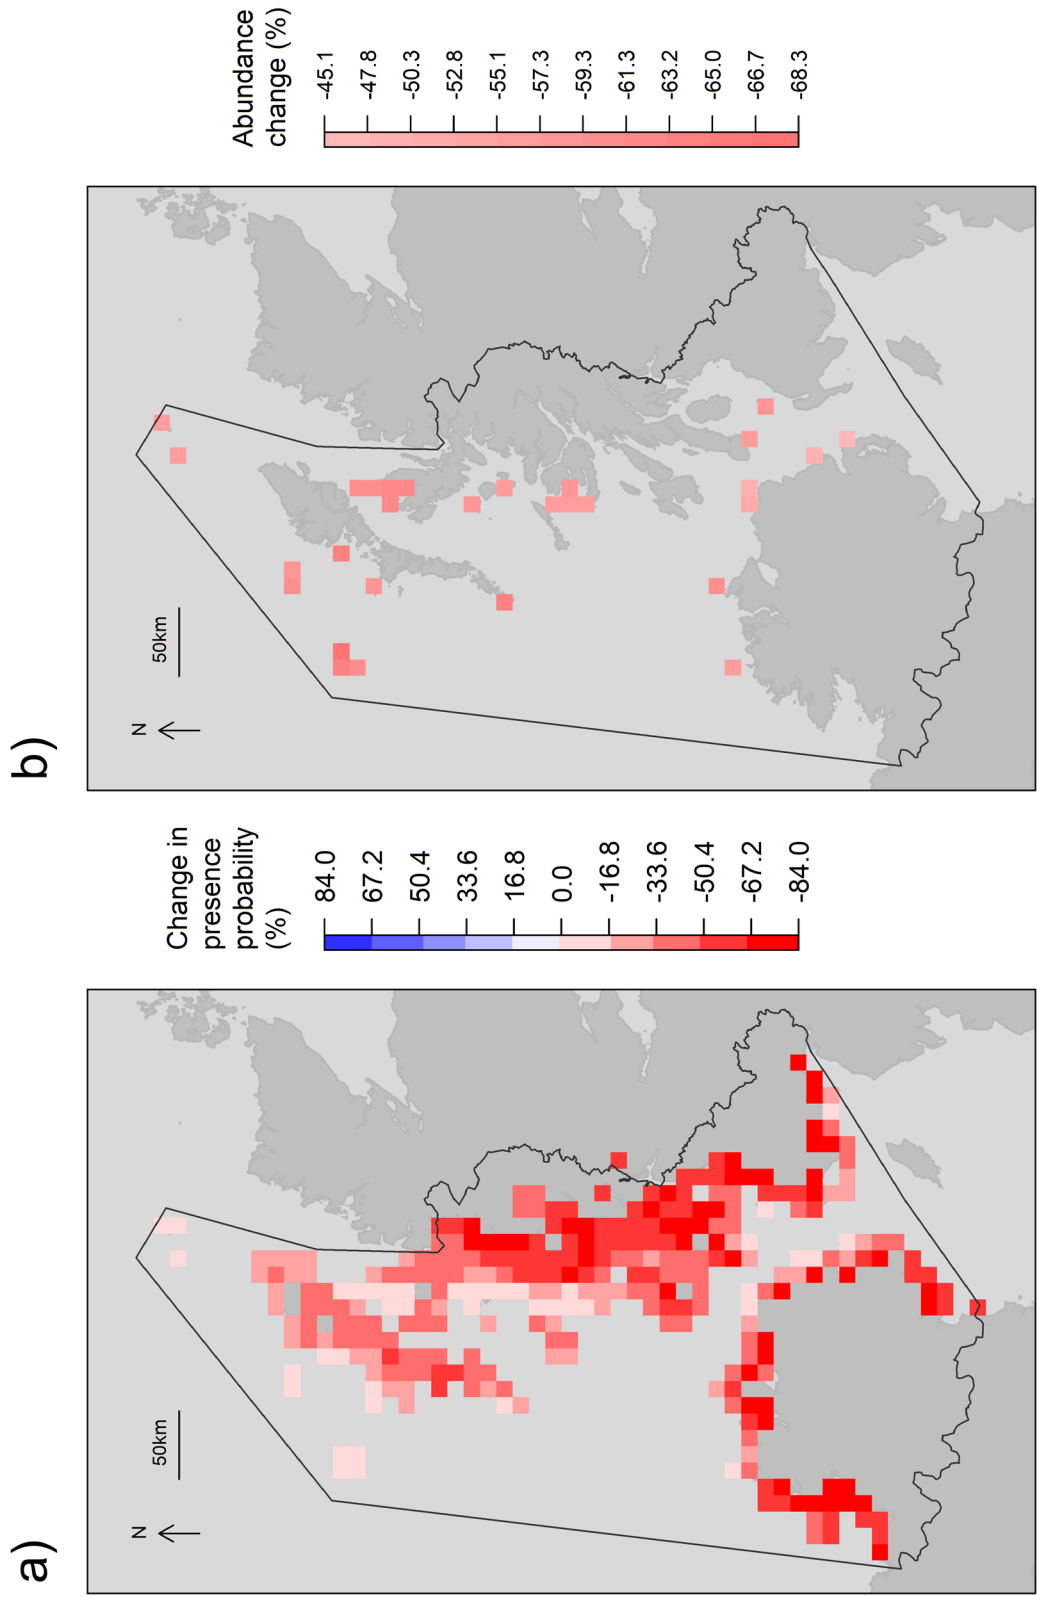 a)
N
50km
Change in
presence
probability
(%)
84.0
67.2
50.4
33.6
16.8
0.0
-16.8
-33.6
-50.4
-67.2
-84.0
b)
N
50km
Abundance
change (%)
-45.1
-47.8
-50.3
-52.8
-55.1
-57.3
-59.3
-61.3
-63.2
-65.0
-66.7
-68.3